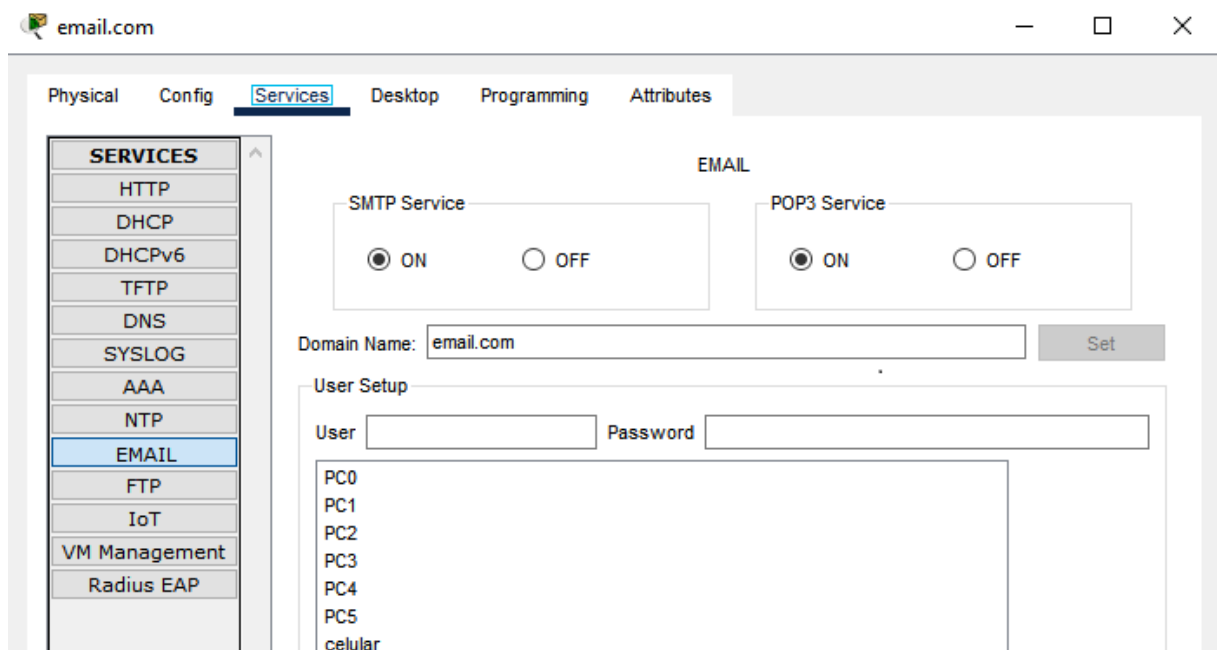 email.com
Physical Config Services Desktop Programming Attributes
SERVICES
HTTP
DHCP
DHCPv6
TFTP
DNS
SYSLOG
AAA
NTP
EMAIL
FTP
IoT
VM Management
Radius EAP
EMAIL
SMTP Service
ON OFF
POP3 Service
ON OFF
Domain Name: email.com Set
User Setup
User Password
PC0
PC1
PC2
PC3
PC4
PC5
celular